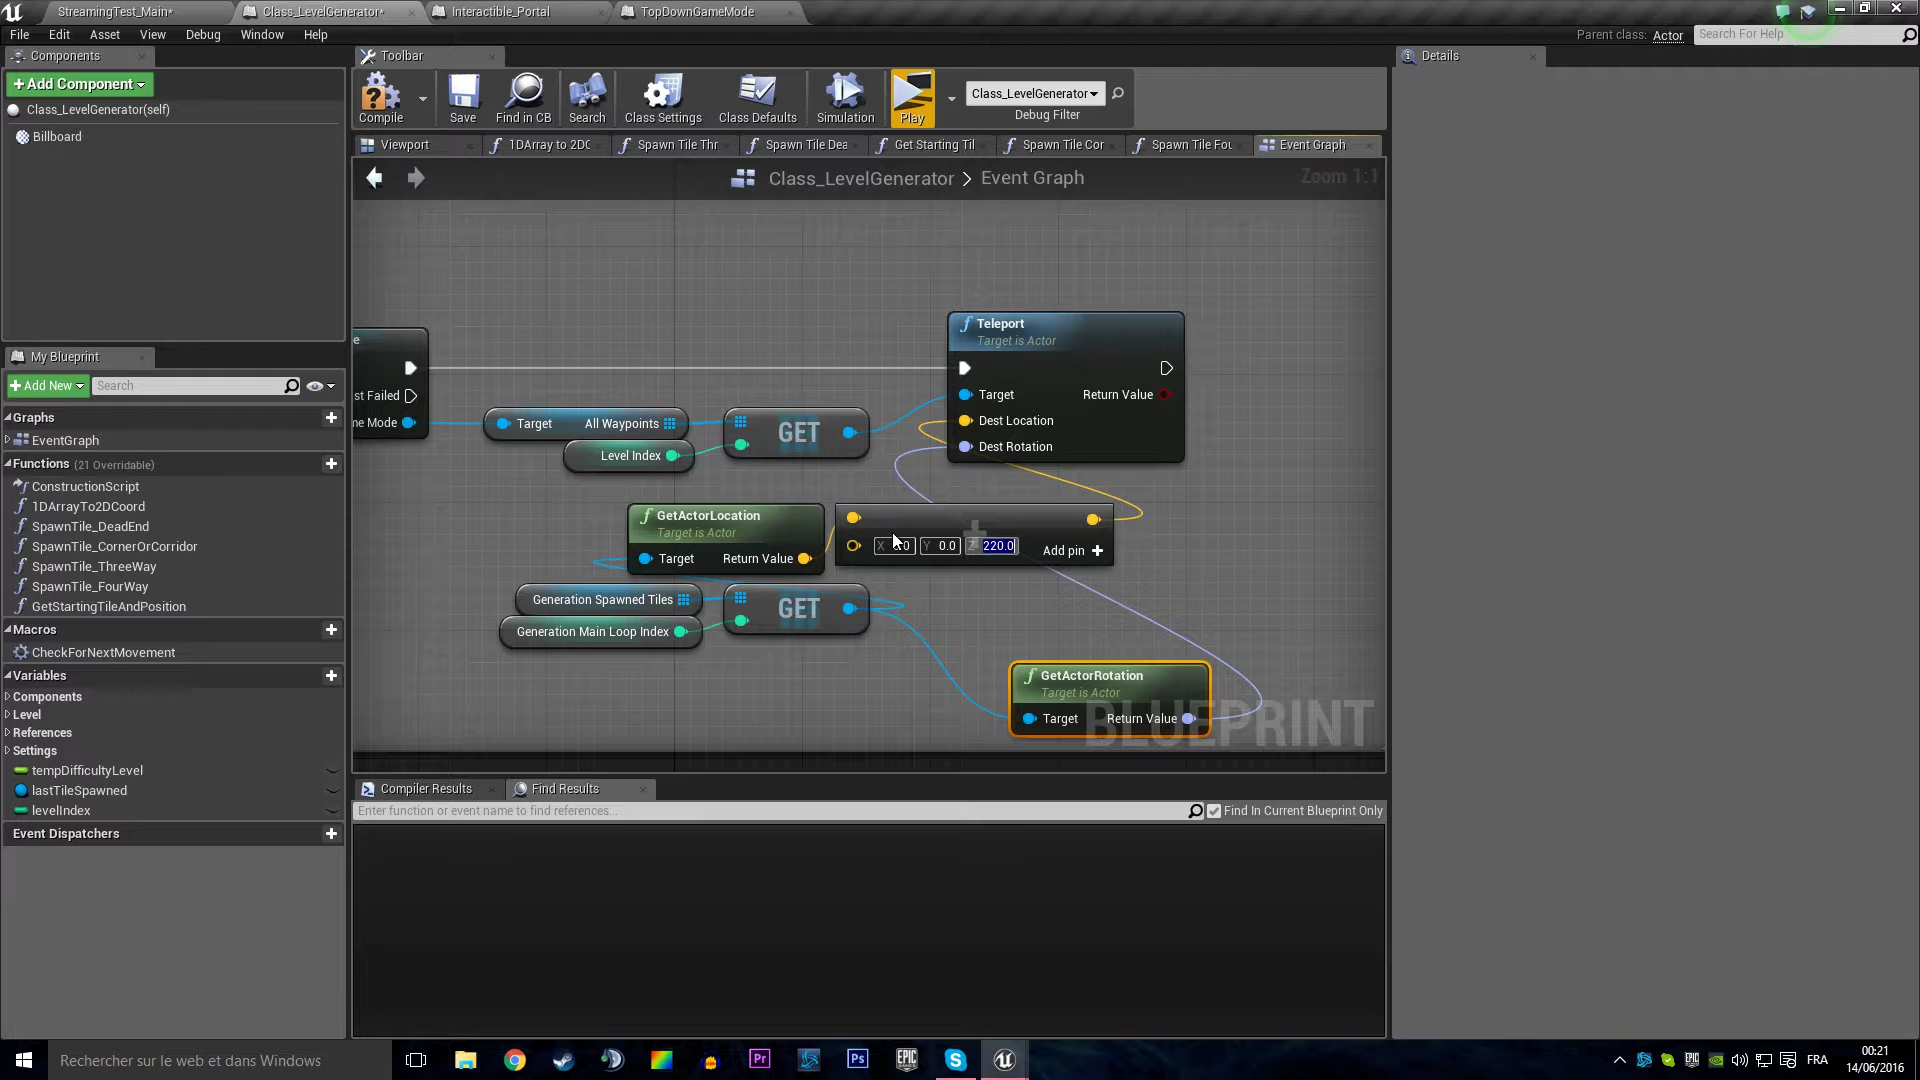 StreamingTest_Main*
Class_LevelGenerator*
Interactible_Portal
TopDownGameMode
File Edit Asset View Debug Window Help
Parent class: Actor
Search For Help
Components
Toolbar
Details
+Add Component
Class_LevelGenerator(self)
Billboard
Compile
Save
Find in CB
Search
Class Settings
Class Defaults
Simulation
Play
Class_LevelGenerator
Debug Filter
Viewport
1DArray to 2DC
Spawn Tile Thr
Spawn Tile Dea
Get Starting Til
Spawn Tile Cor
Spawn Tile Fou
Event Graph
Class_LevelGenerator > Event Graph
Zoom 1:1
My Blueprint
+Add New
Search
Graphs
EventGraph
Functions (21 Overridable)
ConstructionScript
1DArrayTo2DCoord
SpawnTile_DeadEnd
SpawnTile_CornerOrCorridor
SpawnTile_ThreeWay
SpawnTile_FourWay
GetStartingTileAndPosition
Macros
CheckForNextMovement
Variables
Components
Level
References
Settings
tempDifficultyLevel
lastTileSpawned
levelIndex
Event Dispatchers
e
st Failed
me Mode
Target All Waypoints
Level Index
GET
Teleport
Target is Actor
Target Return Value
Dest Location
Dest Rotation
GetActorLocation
Target is Actor
Target Return Value
X Y 0.0 Z 220.0
Add pin +
Generation Spawned Tiles
Generation Main Loop Index
GET
GetActorRotation
Target is Actor
Target Return Value
BLUEPRINT
Compiler Results
Find Results
Enter function or event name to find references...
Find In Current Blueprint Only
Rechercher sur le web et dans Windows
Pr
Ps
EPIC
FRA
00:21
14/06/2016